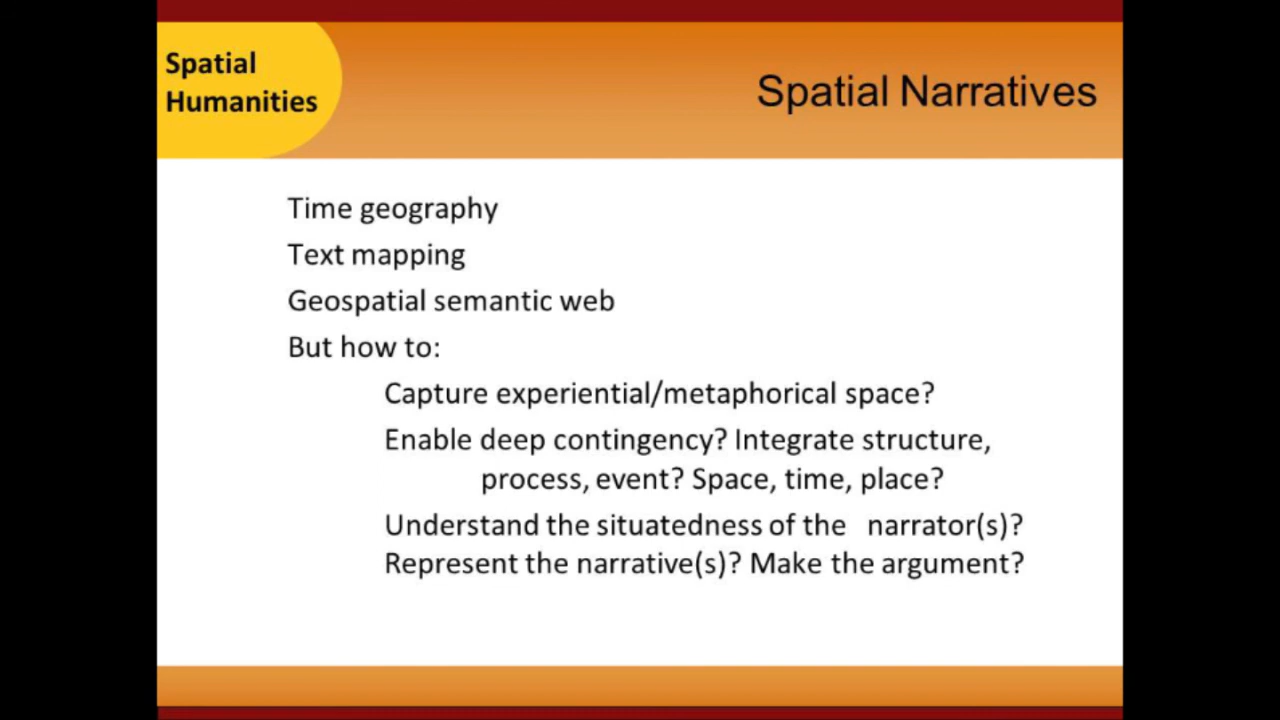 Spatial
Humanities
Spatial Narratives
Time geography
Text mapping
Geospatial semantic web
But how to:
Capture experiential/metaphorical space?
Enable deep contingency? Integrate structure,
process, event? Space, time, place?
Understand the situatedness of the narrator(s)?
Represent the narrative(s)? Make the argument?